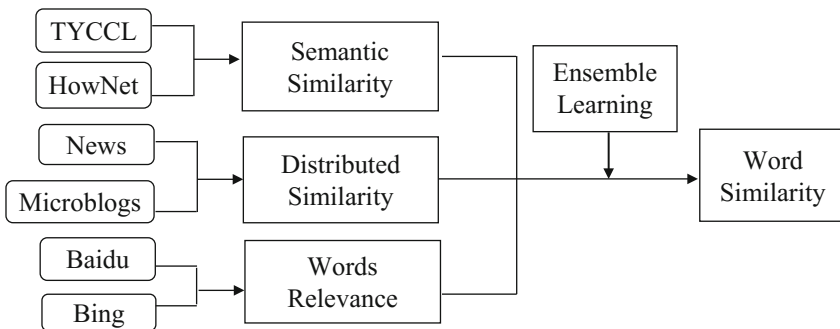 TYCCL
HowNet
Semantic
Similarity
News
Microblogs
Distributed
Similarity
Baidu
Bing
Words
Relevance
Ensemble
Learning
Word
Similarity